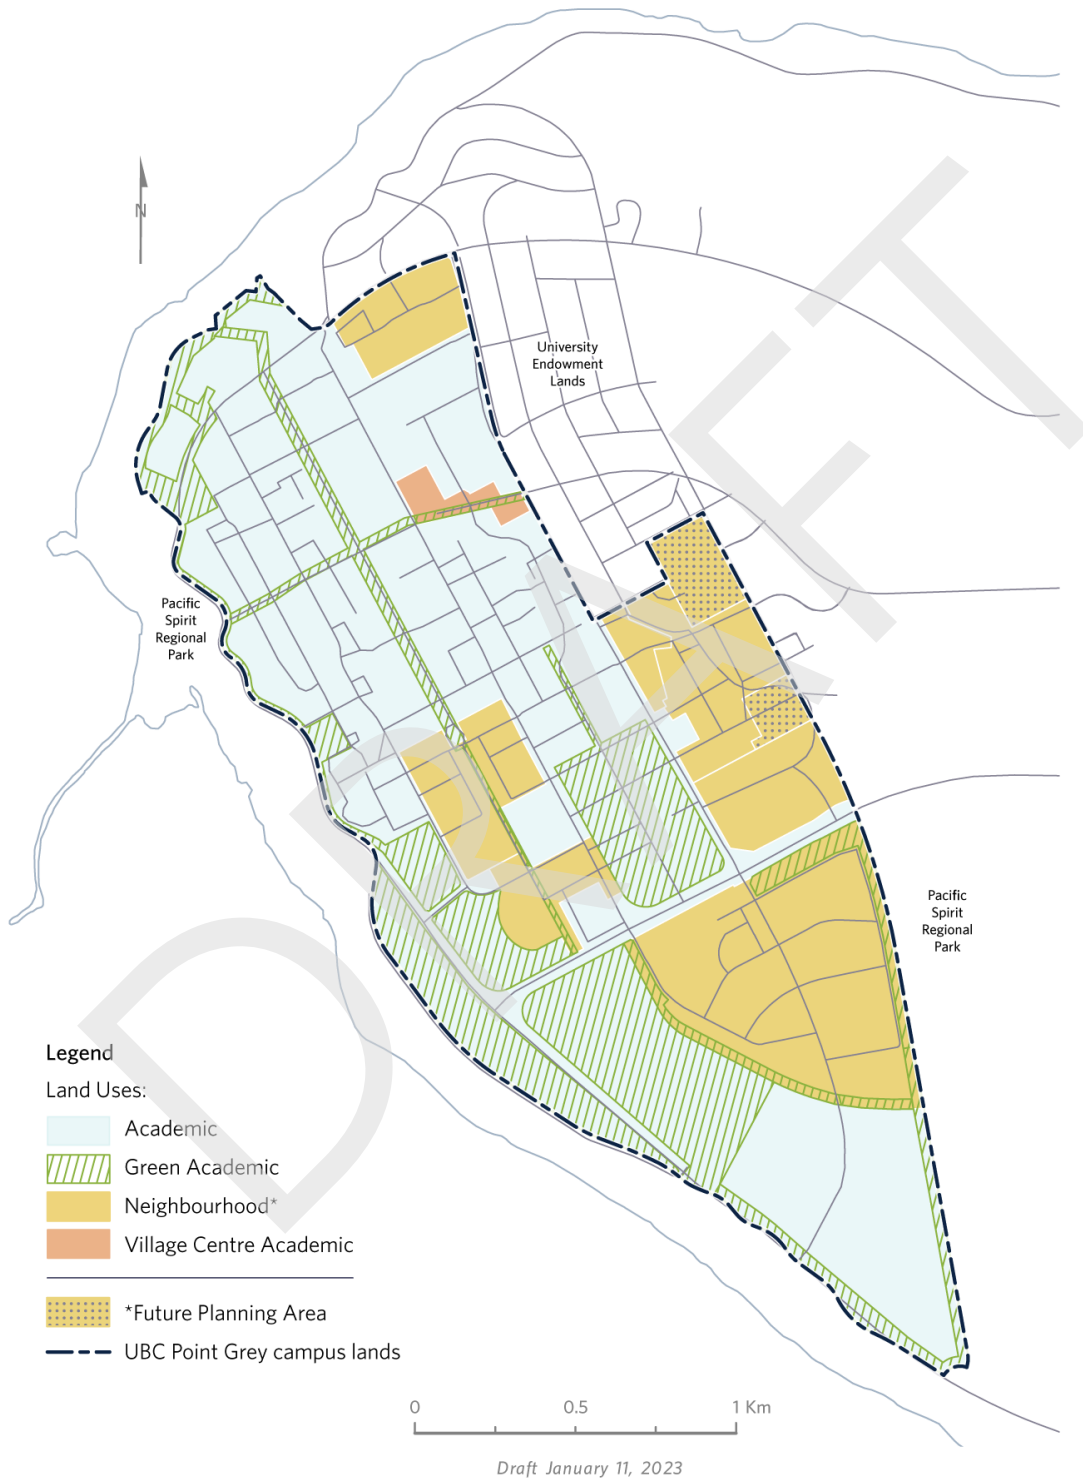 N
University
Endowment
Lands
Pacific
Spirit
Regional
Park
Pacific
Spirit
Regional
Park
Legend
Land Uses:
Academic
Green Academic
Neighbourhood*
Village Centre Academic
*Future Planning Area
UBC Point Grey campus lands
0 0.5 1 Km
Draft January 11, 2023
DRAFT